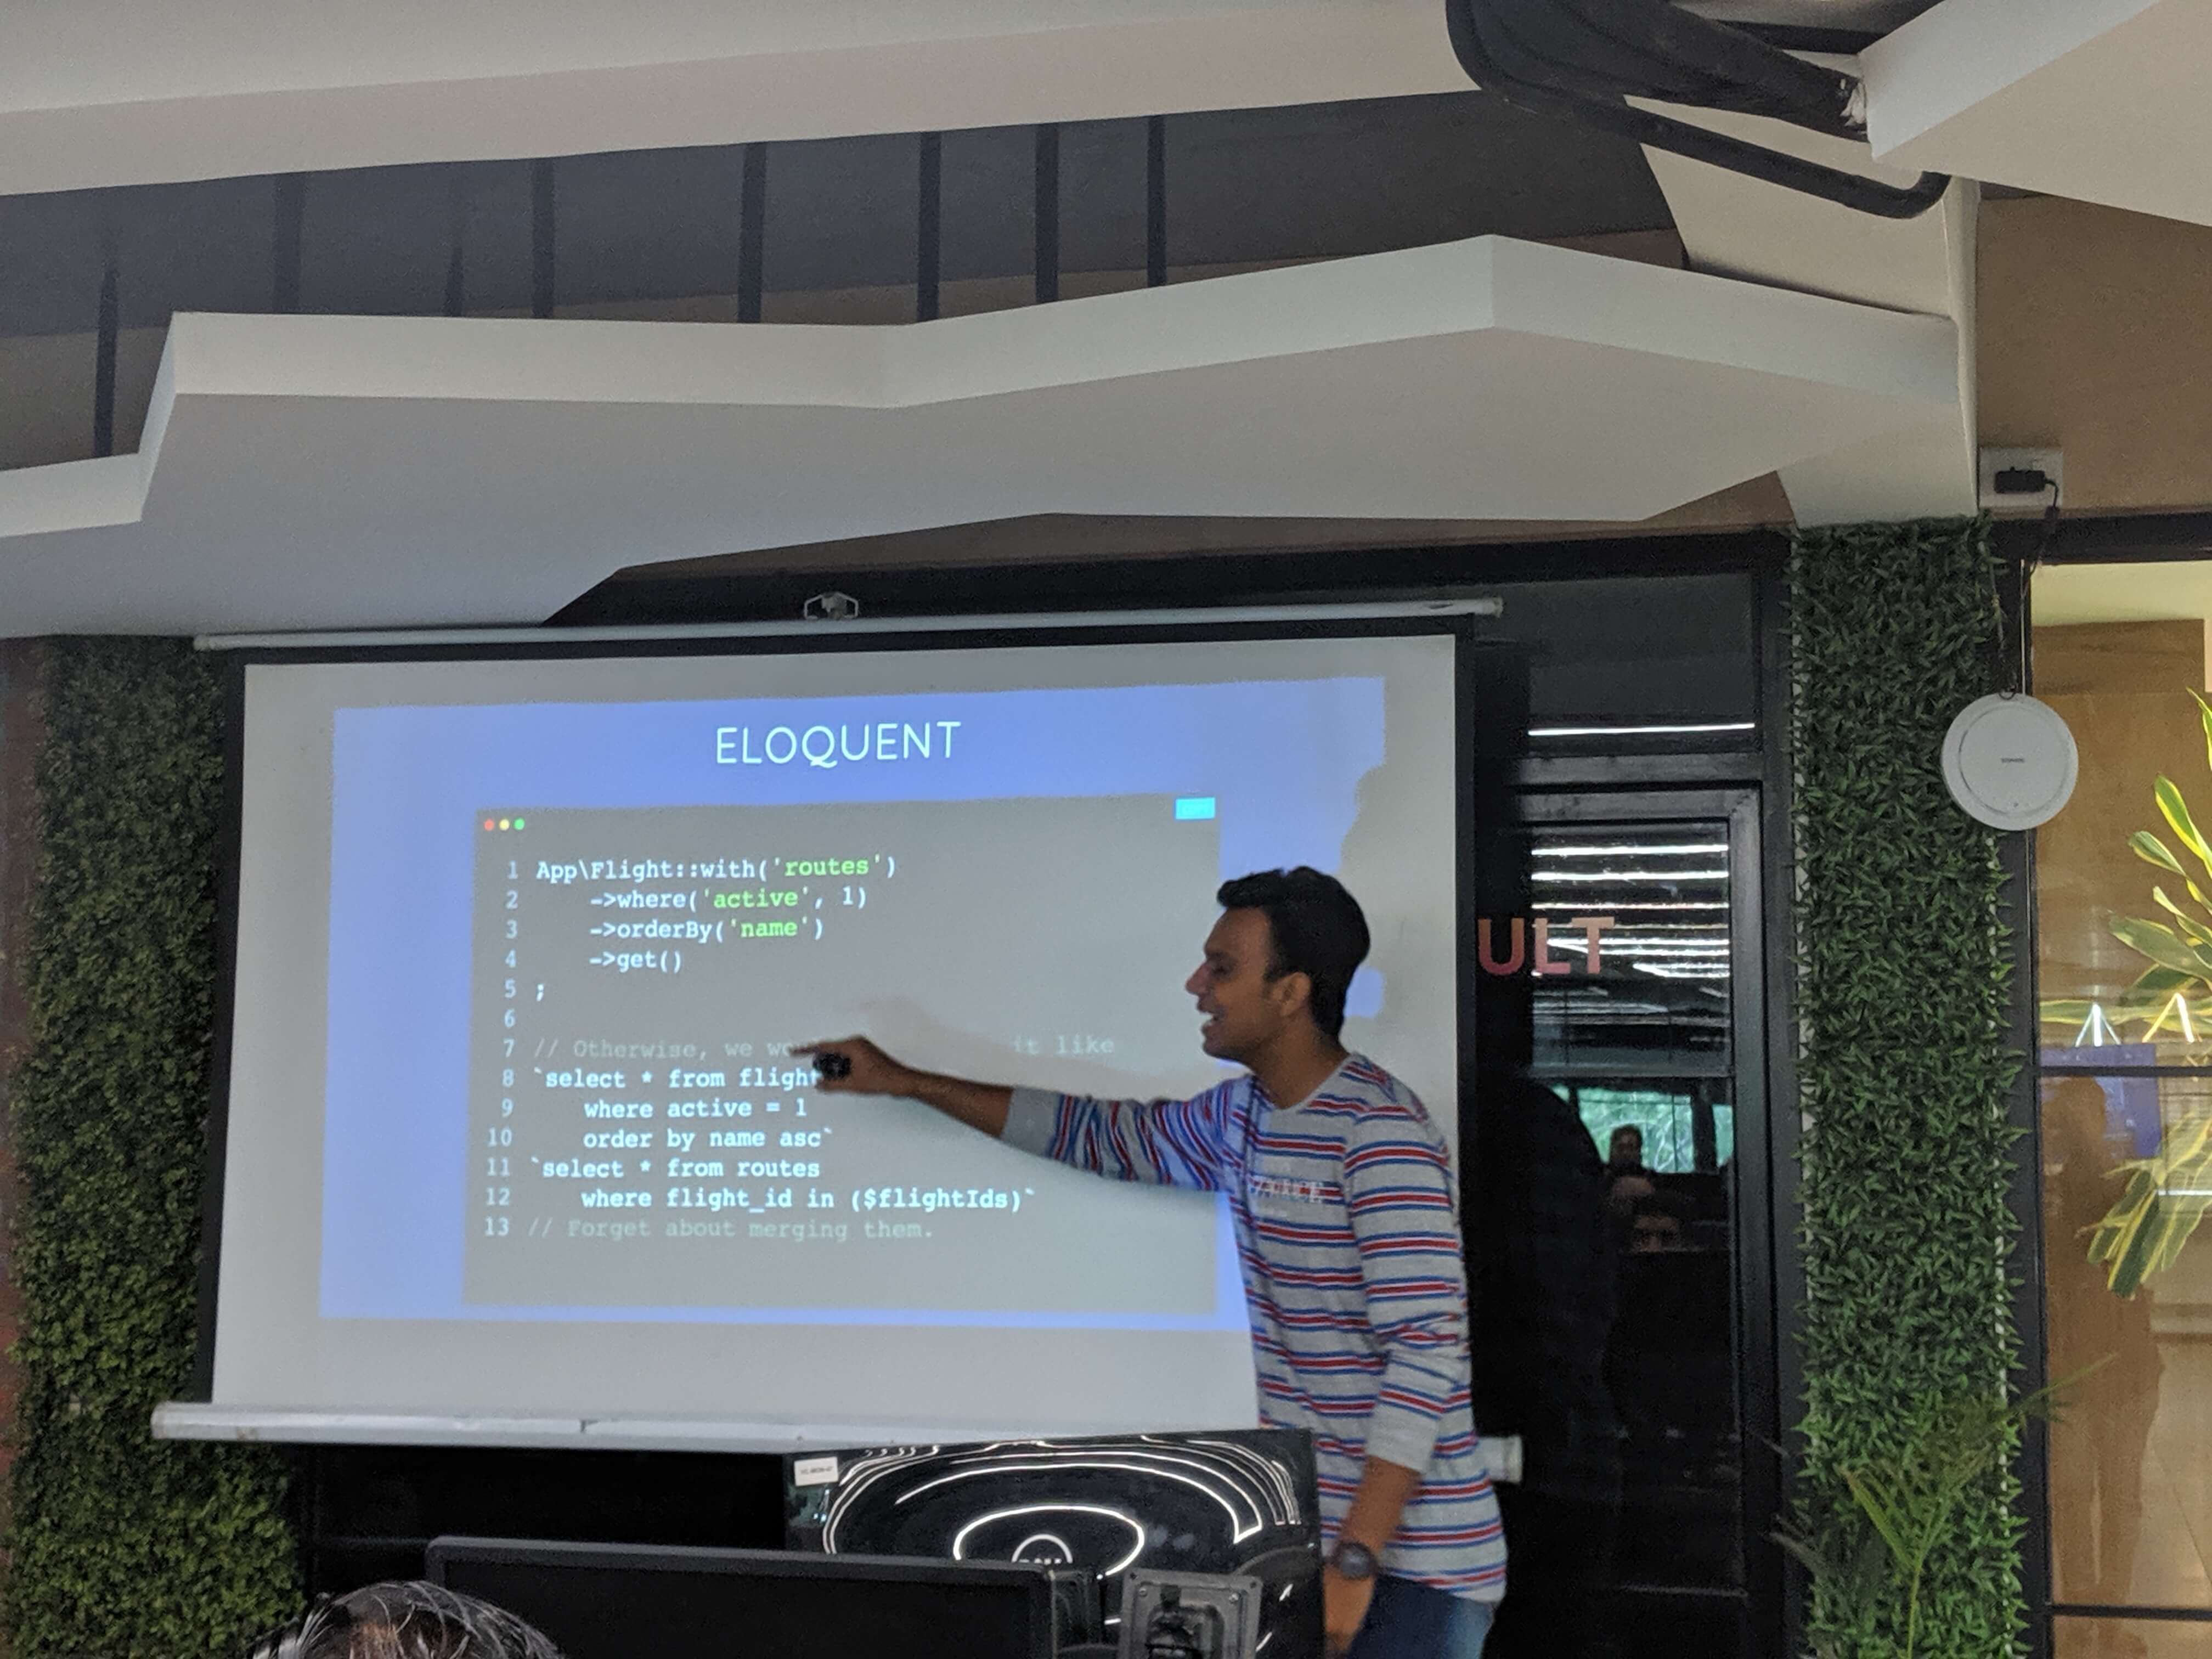 ELOQUENT
1 App\Flight::with('routes')
2 ->where('active', 1)
3 ->orderBy('name')
4 ->get()
5 ;
6
7 // Otherwise, we it like
8 `select * from flight
9 where active = 1
10 order by name asc`
11 `select * from routes
12 where flight_id in ($flightIds)`
13 // Forget about merging them.
ULT